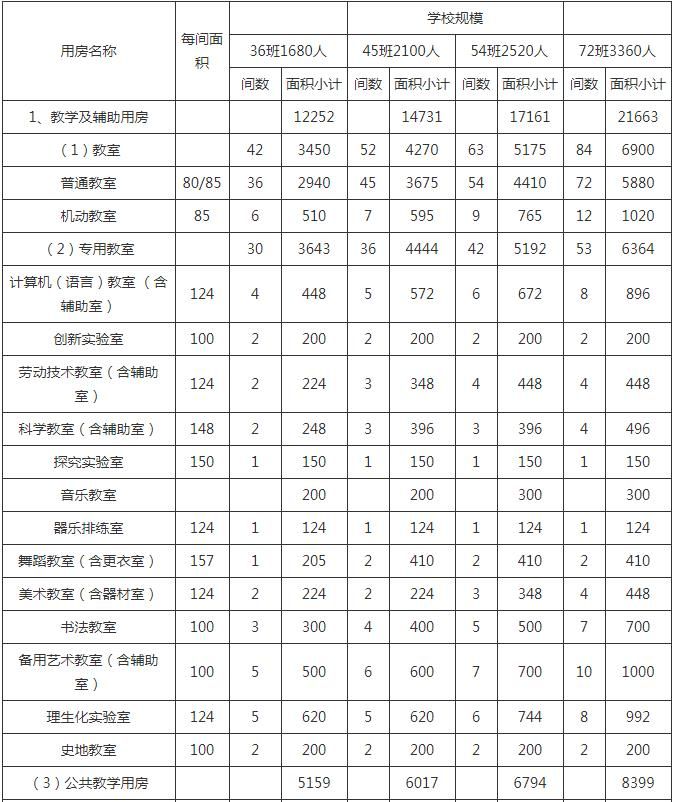 用房名称 每间面积 学校规模
36班1680人 45班2100人 54班2520人 72班3360人
间数 面积小计 间数 面积小计 间数 面积小计 间数 面积小计
1、教学及辅助用房 12252 14731 17161 21663
（1）教室 42 3450 52 4270 63 5175 84 6900
普通教室 80/85 36 2940 45 3675 54 4410 72 5880
机动教室 85 6 510 7 595 9 765 12 1020
（2）专用教室 30 3643 36 4444 42 5192 53 6364
计算机（语言）教室 （含辅助室） 124 4 448 5 572 6 672 8 896
创新实验室 100 2 200 2 200 2 200 2 200
劳动技术教室（含辅助室） 124 2 224 3 348 4 448 4 448
科学教室（含辅助室） 148 2 248 3 396 3 396 4 496
探究实验室 150 1 150 1 150 1 150 1 150
音乐教室 200 200 300 300
器乐排练室 124 1 124 1 124 1 124 1 124
舞蹈教室（含更衣室） 157 1 205 2 410 2 410 2 410
美术教室（含器材室） 124 2 224 2 224 3 348 4 448
书法教室 100 3 300 4 400 5 500 7 700
备用艺术教室（含辅助室） 100 5 500 6 600 7 700 10 1000
理生化实验室 124 5 620 5 620 6 744 8 992
史地教室 100 2 200 2 200 2 200 2 200
（3）公共教学用房 5159 6017 6794 8399